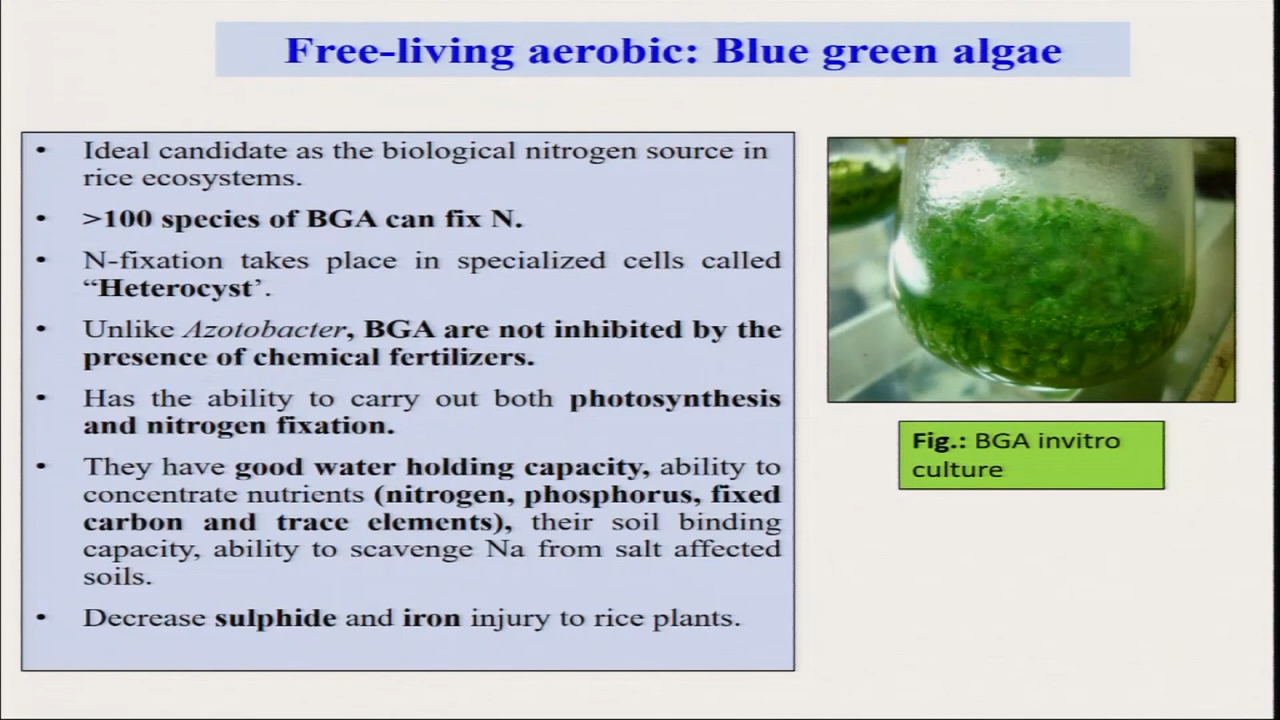 Free-living aerobic: Blue green algae
• Ideal candidate as the biological nitrogen source in
rice ecosystems.
• >100 species of BGA can fix N.
• N-fixation takes place in specialized cells called
“Heterocyst’.
• Unlike Azotobacter, BGA are not inhibited by the
presence of chemical fertilizers.
• Has the ability to carry out both photosynthesis
and nitrogen fixation.
• They have good water holding capacity, ability to
concentrate nutrients (nitrogen, phosphorus, fixed
carbon and trace elements), their soil binding
capacity, ability to scavenge Na from salt affected
soils.
• Decrease sulphide and iron injury to rice plants.
Fig.: BGA invitro
culture